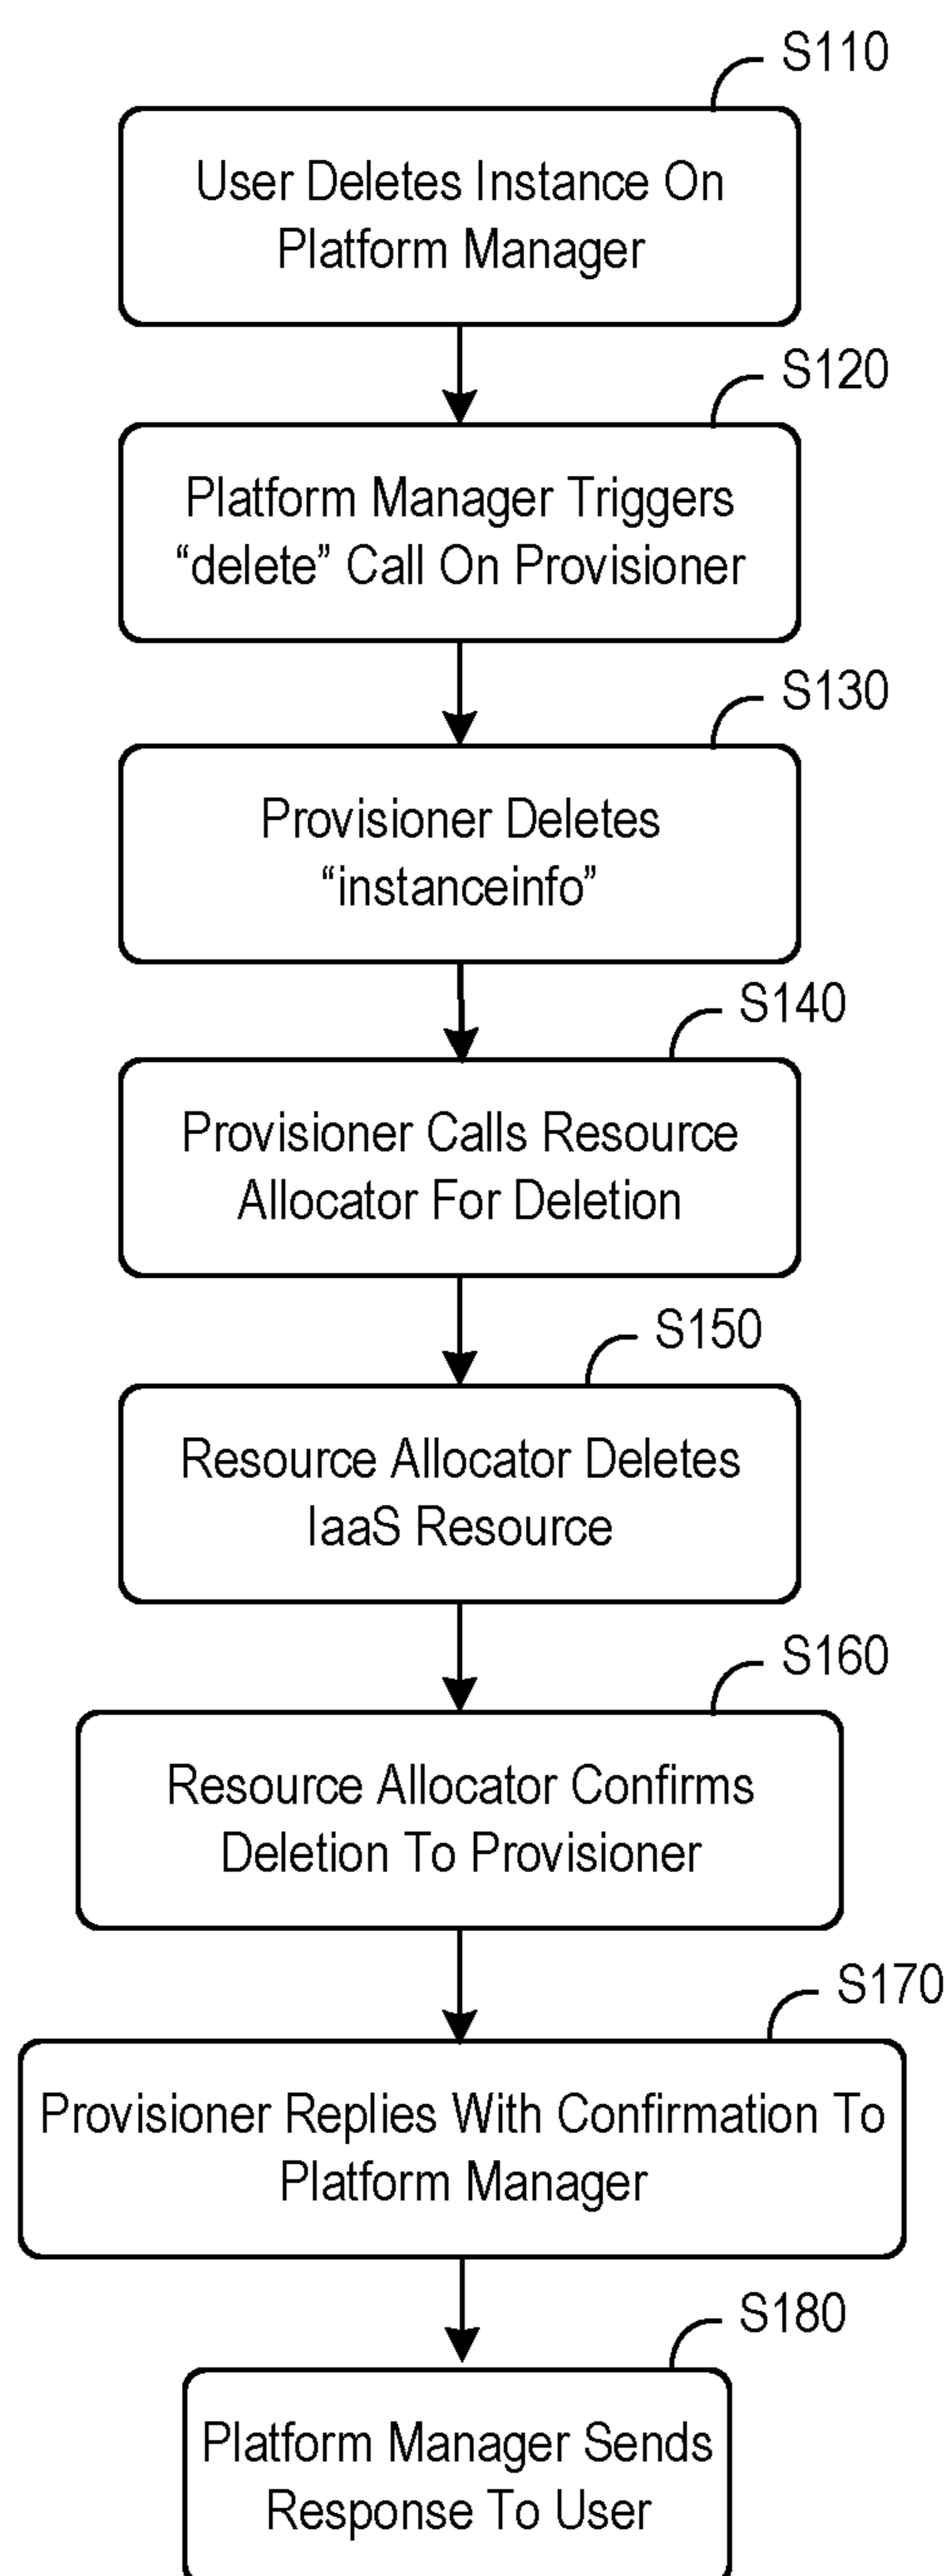 S110
User Deletes Instance On
Platform Manager
S120
Platform Manager Triggers
“delete” Call On Provisioner
S130
Provisioner Deletes
“instanceinfo”
S140
Provisioner Calls Resource
Allocator For Deletion
S150
Resource Allocator Deletes
IaaS Resource
S160
Resource Allocator Confirms
Deletion To Provisioner
S170
Provisioner Replies With Confirmation To
Platform Manager
S180
Platform Manager Sends
Response To User